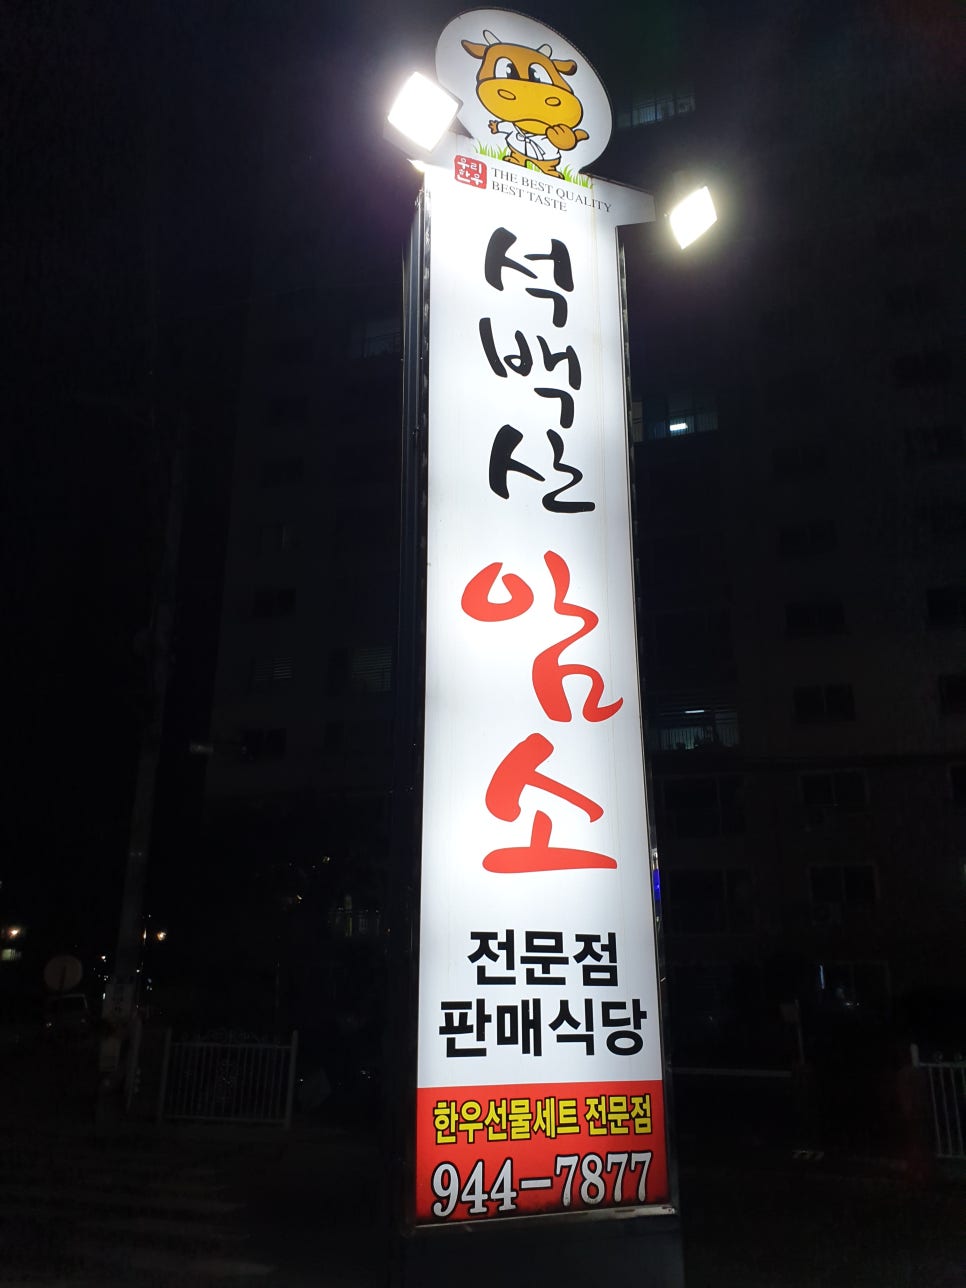 우리
한우
THE BEST QUALITY
BEST TASTE
석백산
암소
전문점
판매식당
한우선물세트 전문점
944-7877